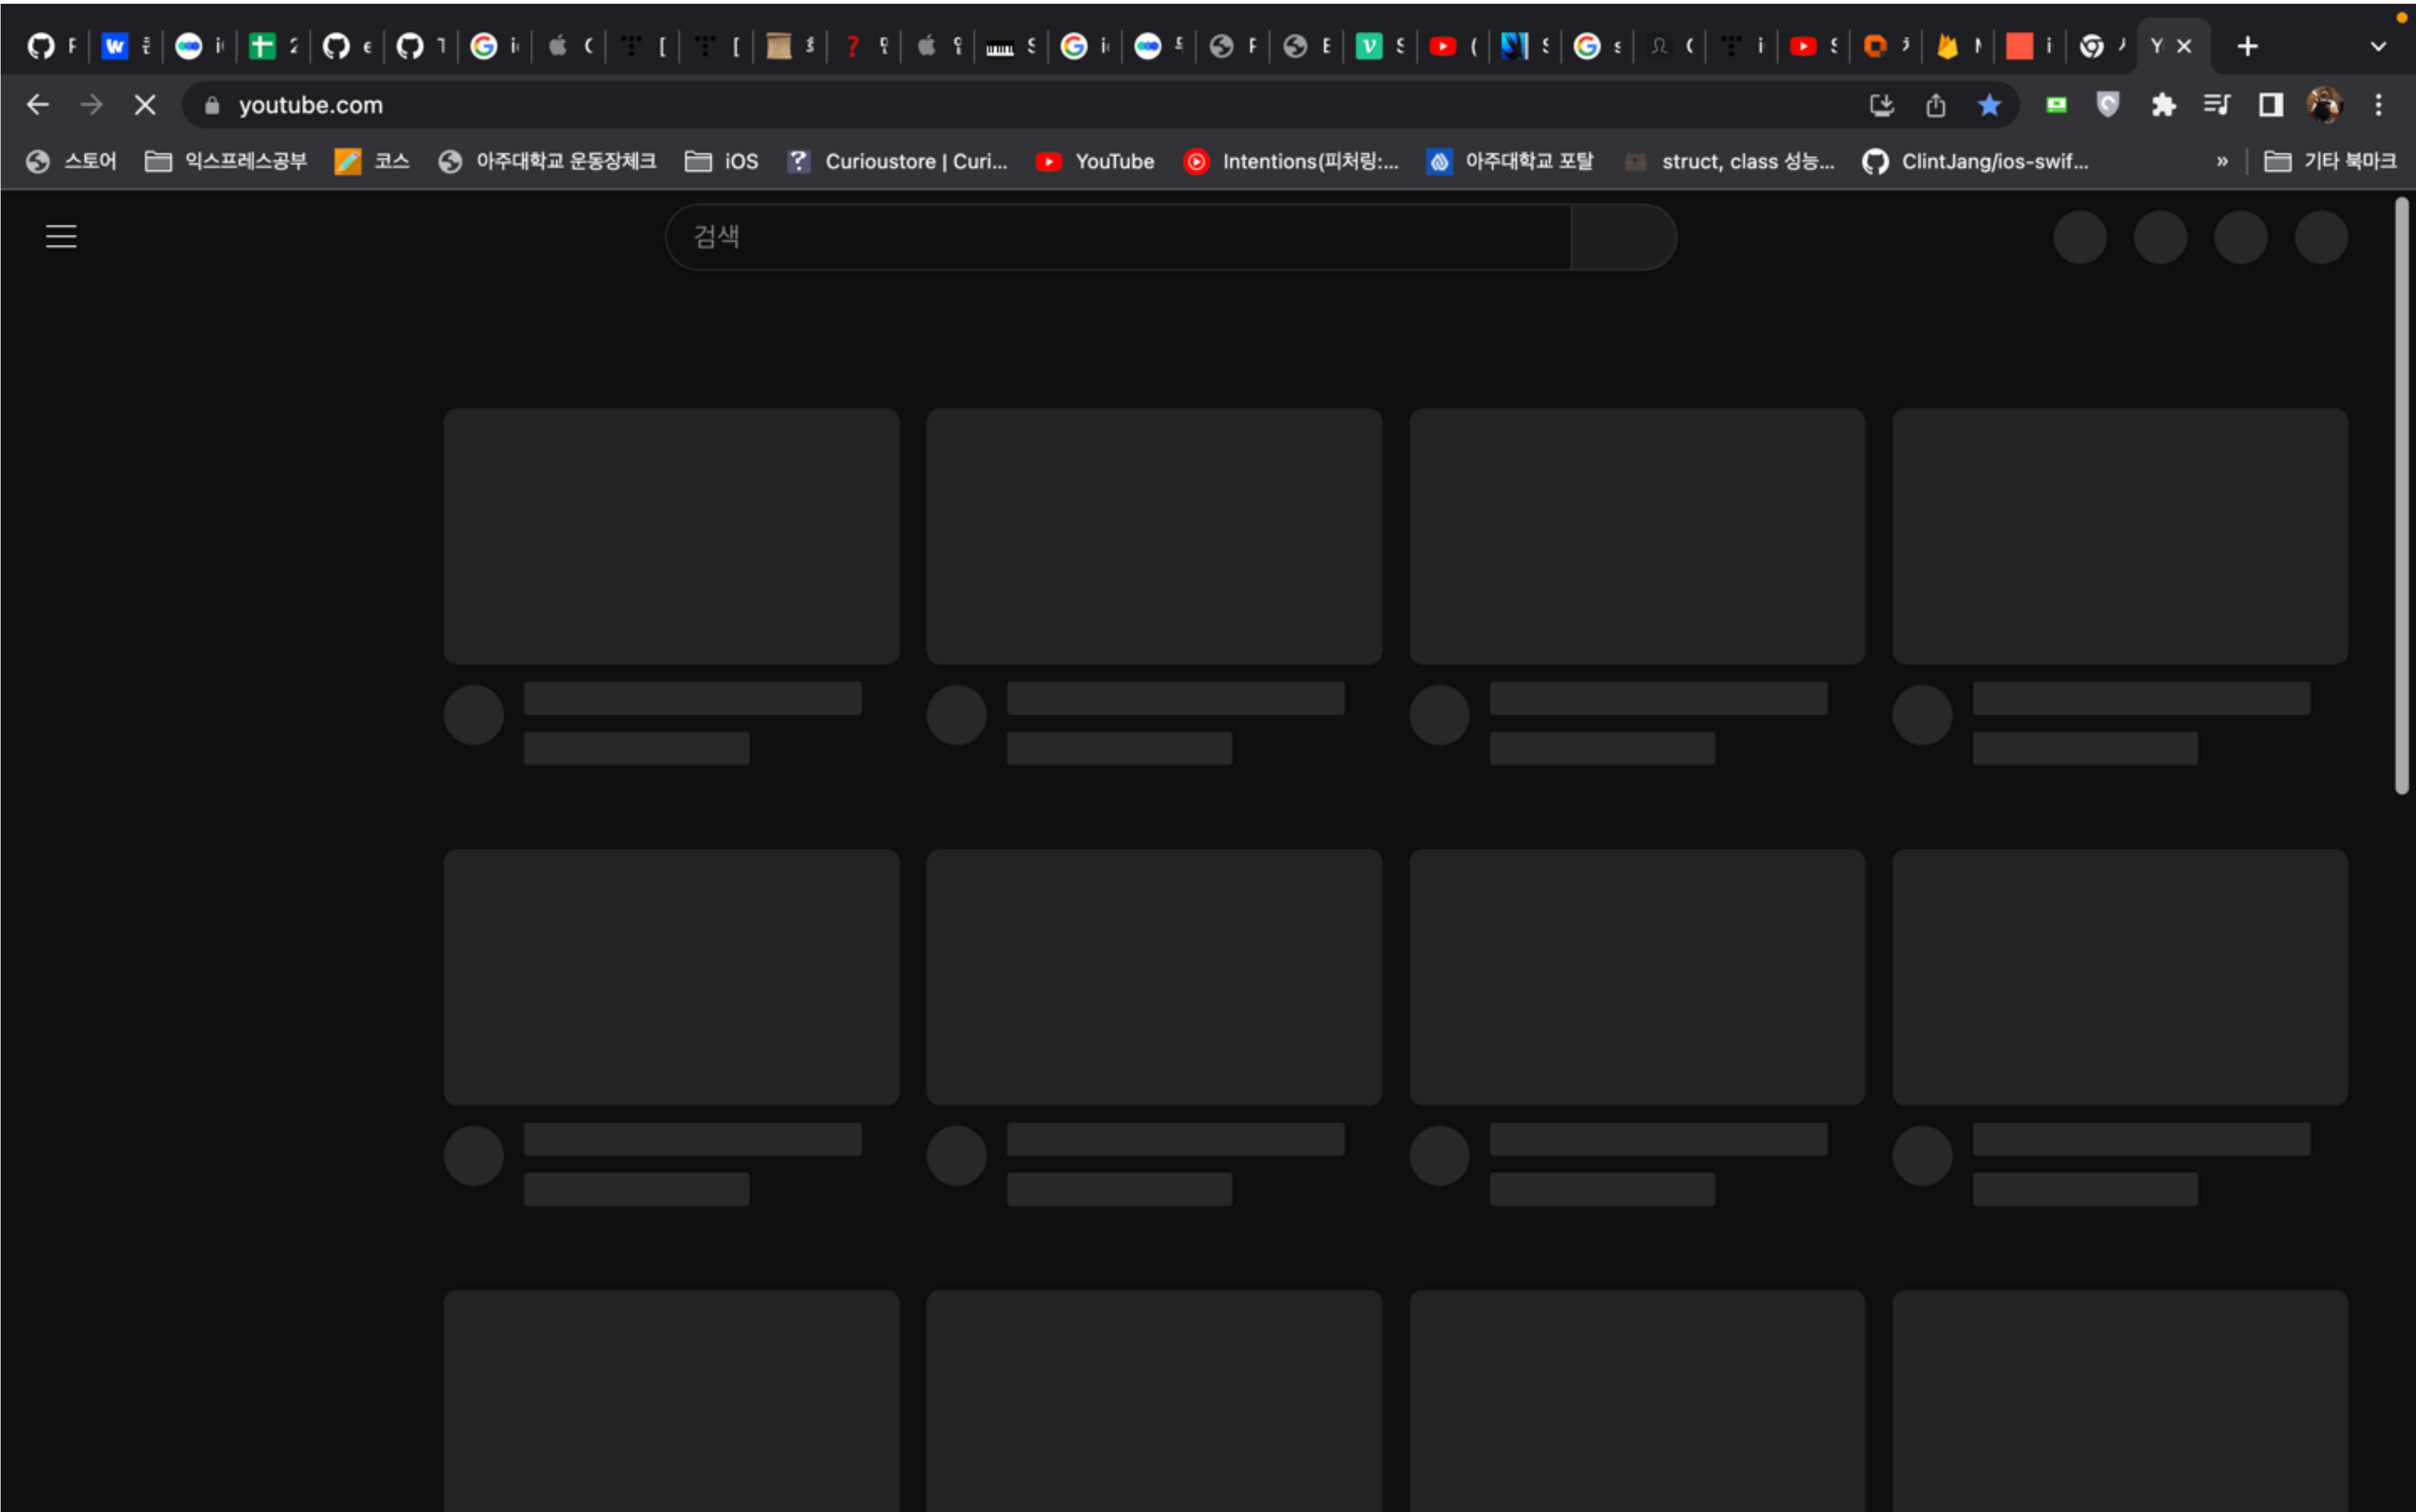 youtube.com
스토어 익스프레스공부 코스 아주대학교 운동장체크 iOS Curioustore | Curi... YouTube Intentions(피처링:... 아주대학교 포탈 struct, class 성능... ClintJang/ios-swif... » 기타 북마크
검색